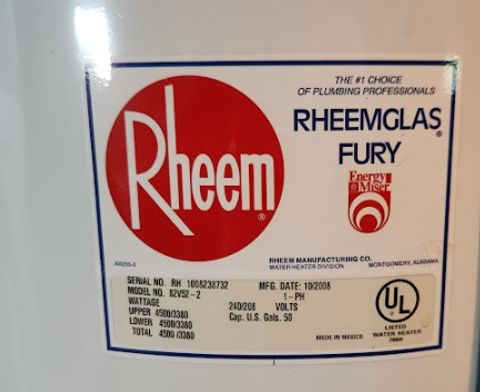 THE #1 CHOICE
OF PLUMBING PROFESSIONALS
Rheem®
RHEEMGLAS®
FURY
Energy
Miser
RHEEM MANUFACTURING CO.
WATER HEATER DIVISION MONTGOMERY, ALABAMA
SERIAL NO. RH 1008238732 MFG. DATE: 10/2008
MODEL NO. 82V52-2 1-PH
WATTAGE 240/208 VOLTS
UPPER 4500/3380 Cap. U.S. Gals. 50
LOWER 4500/3380
TOTAL 4500/3380
MADE IN MEXICO
UL
LISTED
WATER HEATER